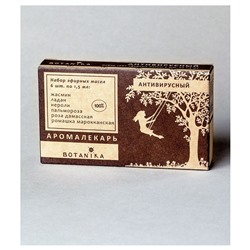 АНТИВИРУСНЫЙ
Набор эфирных масел
6 шт. по 1,5 мл:
жасмин
ладан
нероли
пальмароза
роза дамасская
ромашка марокканская
100%
АРОМАЛЕКАРЬ
BOTANIKA